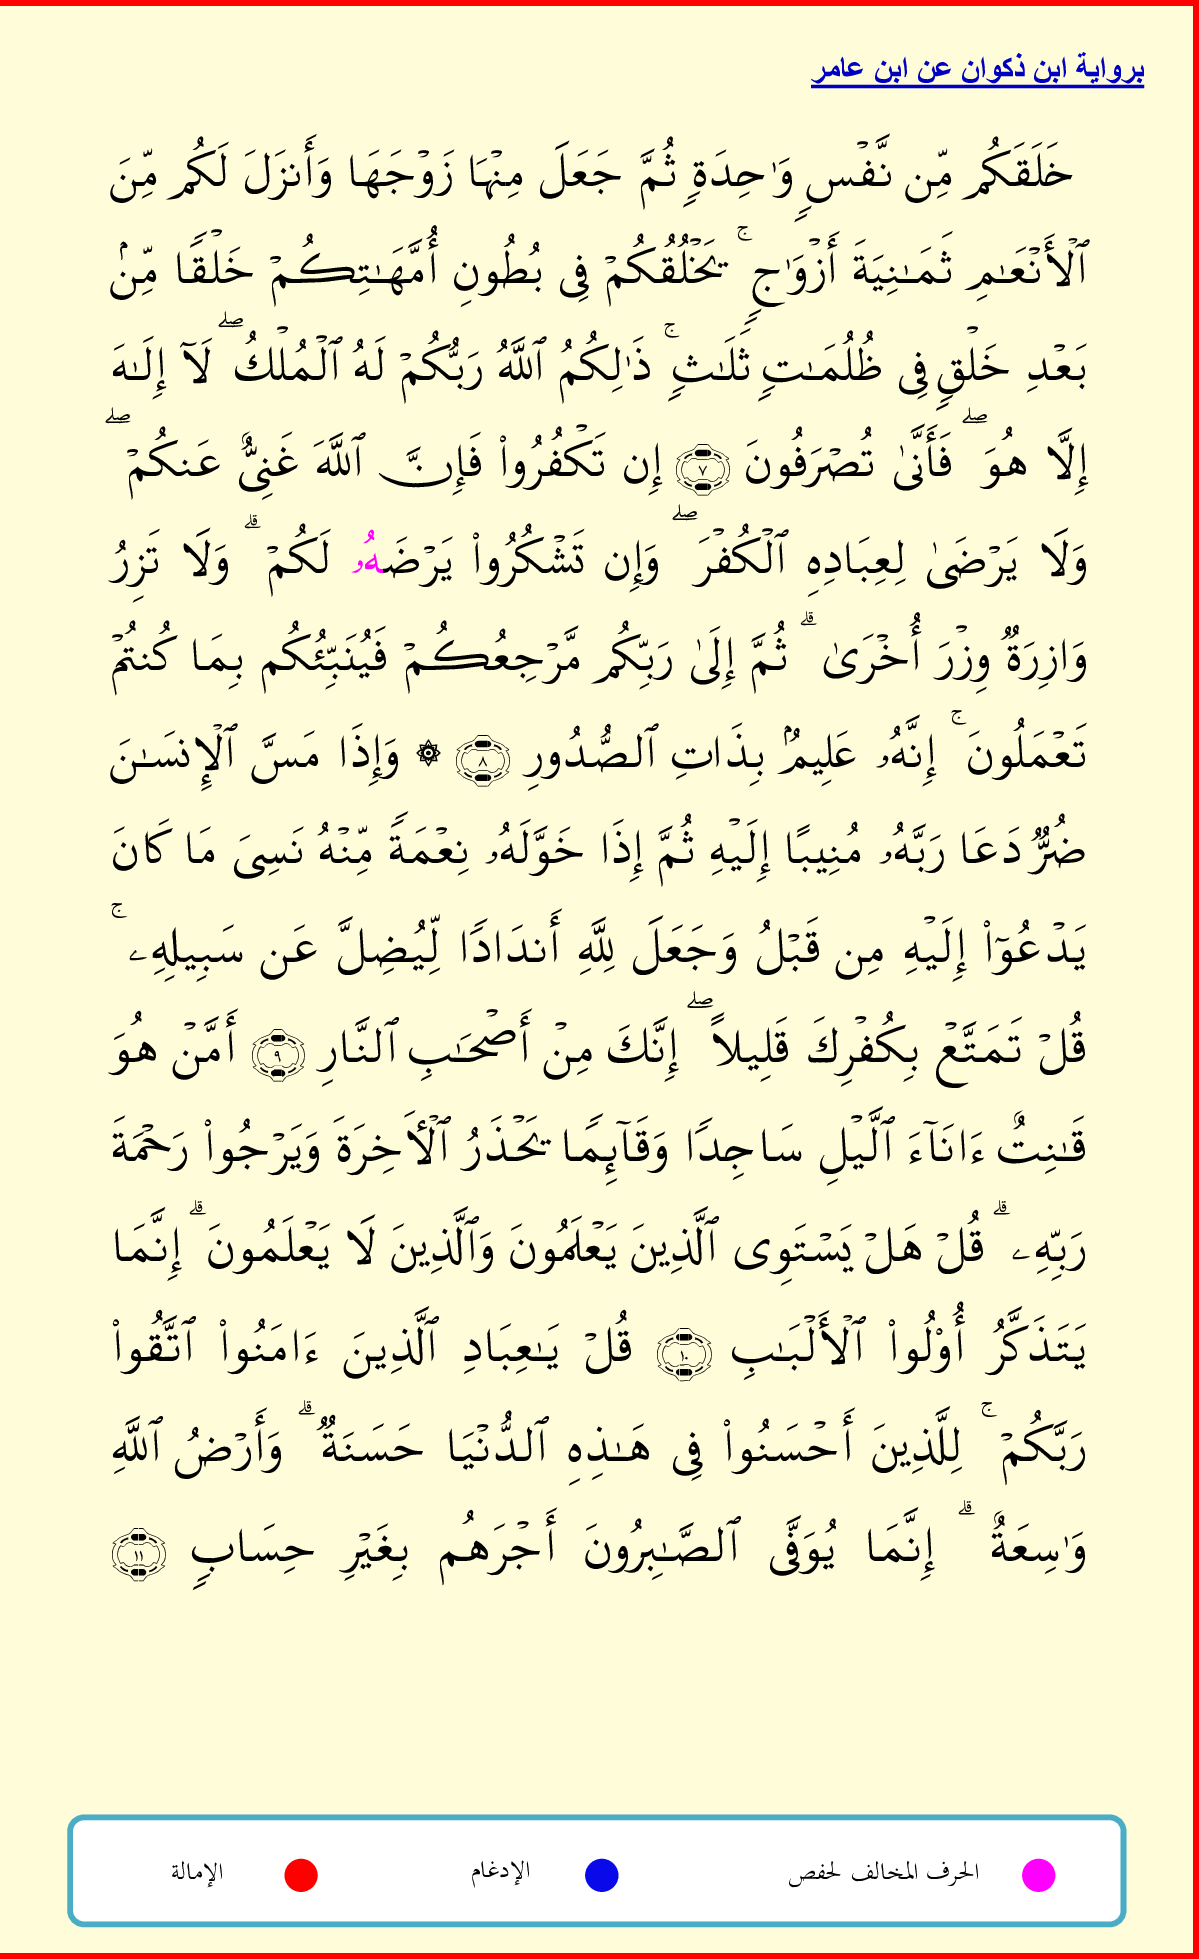 برواية ابن ذكوان عن ابن عامر
خَلَقَكُم مِّن نَّفْسٍ وَٰحِدَةٍ ثُمَّ جَعَلَ مِنْهَا زَوْجَهَا وَأَنزَلَ لَكُم مِّنَ
ٱلْأَنْعَـٰمِ ثَمَـٰنِيَةَ أَزْوَٰجٍ ۚ يَخْلُقُكُمْ فِى بُطُونِ أُمَّهَـٰتِكُمْ خَلْقًا مِّنۢ
بَعْدِ خَلْقٍ فِى ظُلُمَـٰتٍ ثَلَـٰثٍ ۚ ذَٰلِكُمُ ٱللَّهُ رَبُّكُمْ لَهُ ٱلْمُلْكُ ۖ لَآ إِلَـٰهَ
إِلَّا هُوَ ۖ فَأَنَّىٰ تُصْرَفُونَ ٧ إِن تَكْفُرُوا۟ فَإِنَّ ٱللَّهَ غَنِىٌّ عَنكُمْ ۖ
وَلَا يَرْضَىٰ لِعِبَادِهِ ٱلْكُفْرَ ۖ وَإِن تَشْكُرُوا۟ يَرْضَهُۥ لَكُمْ ۗ وَلَا تَزِرُ
وَازِرَةٌ وِزْرَ أُخْرَىٰ ۗ ثُمَّ إِلَىٰ رَبِّكُم مَّرْجِعُكُمْ فَيُنَبِّئُكُم بِمَا كُنتُمْ
تَعْمَلُونَ ۚ إِنَّهُۥ عَلِيمٌۢ بِذَاتِ ٱلصُّدُورِ ٨ ۞ وَإِذَا مَسَّ ٱلْإِنسَـٰنَ
ضُرٌّ دَعَا رَبَّهُۥ مُنِيبًا إِلَيْهِ ثُمَّ إِذَا خَوَّلَهُۥ نِعْمَةً مِّنْهُ نَسِىَ مَا كَانَ
يَدْعُوٓا۟ إِلَيْهِ مِن قَبْلُ وَجَعَلَ لِلَّهِ أَندَادًا لِّيُضِلَّ عَن سَبِيلِهِۦ ۚ
قُلْ تَمَتَّعْ بِكُفْرِكَ قَلِيلاً ۖ إِنَّكَ مِنْ أَصْحَـٰبِ ٱلنَّارِ ٩ أَمَّنْ هُوَ
قَـٰنِتٌ ءَانَآءَ ٱلَّيْلِ سَاجِدًا وَقَآئِمًا يَحْذَرُ ٱلْأَخِرَةَ وَيَرْجُوا۟ رَحْمَةَ
رَبِّهِۦ ۗ قُلْ هَلْ يَسْتَوِى ٱلَّذِينَ يَعْلَمُونَ وَٱلَّذِينَ لَا يَعْلَمُونَ ۗ إِنَّمَا
يَتَذَكَّرُ أُو۟لُوا۟ ٱلْأَلْبَـٰبِ ١٠ قُلْ يَـٰعِبَادِ ٱلَّذِينَ ءَامَنُوا۟ ٱتَّقُوا۟
رَبَّكُمْ ۚ لِلَّذِينَ أَحْسَنُوا۟ فِى هَـٰذِهِ ٱلدُّنْيَا حَسَنَةٌ ۗ وَأَرْضُ ٱللَّهِ
وَٰسِعَةٌ ۗ إِنَّمَا يُوَفَّى ٱلصَّـٰبِرُونَ أَجْرَهُم بِغَيْرِ حِسَابٍ ١١
الحرف المخالف لحفص الإدغام الإمالة